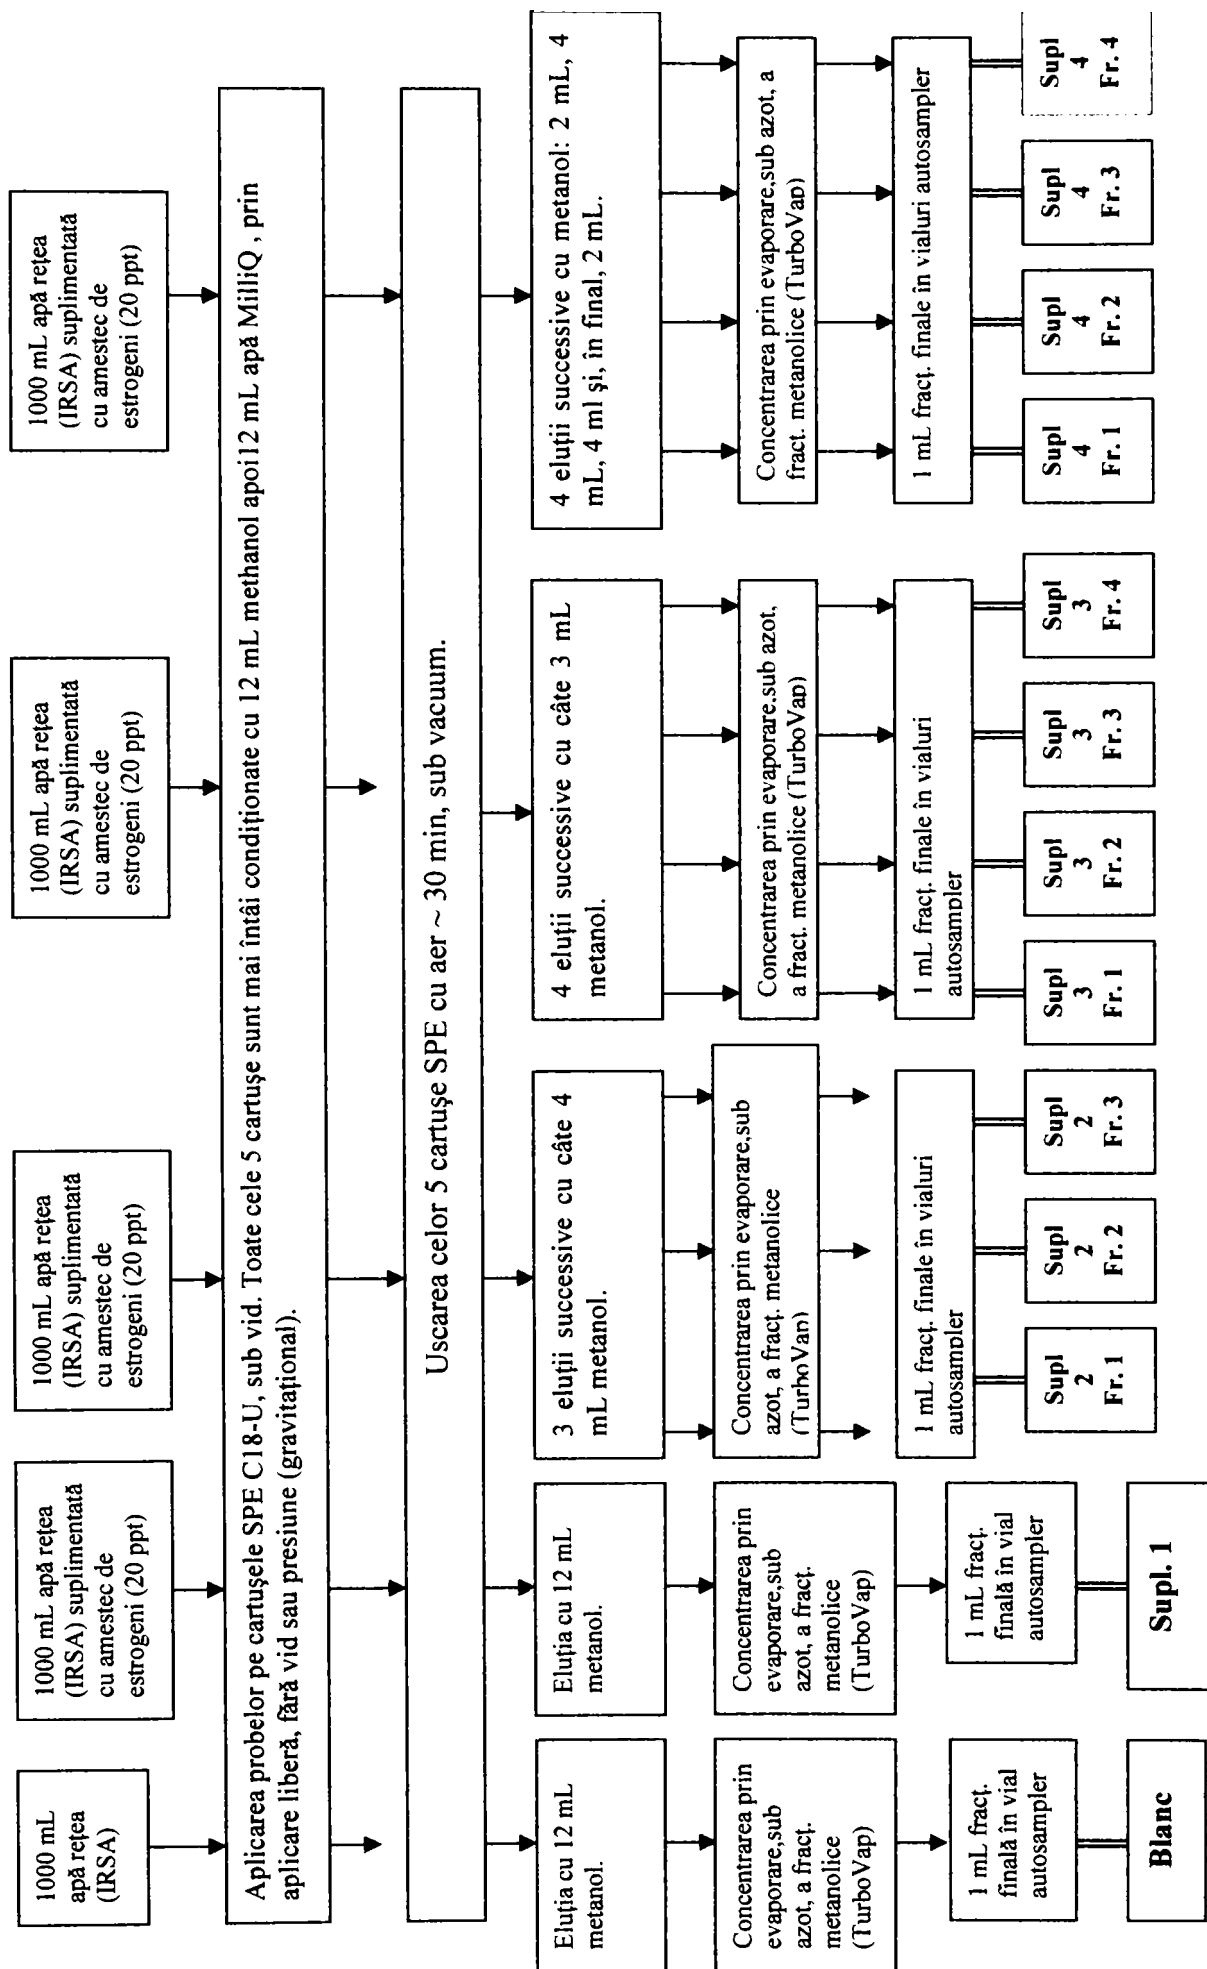 1000 mL
apă rețea
(IRSA)
1000 mL apă rețea
(IRSA) suplimentată
cu amestec de
estrogeni (20 ppt)
1000 mL apă rețea
(IRSA) suplimentată
cu amestec de
estrogeni (20 ppt)
1000 mL apă rețea
(IRSA) suplimentată
cu amestec de
estrogeni (20 ppt)
1000 mL apă rețea
(IRSA) suplimentată
cu amestec de
estrogeni (20 ppt)
Aplicarea probelor pe cartușele SPE C18-U, sub vid. Toate cele 5 cartușe sunt mai întâi condiționate cu 12 mL methanol apoi12 mL apă MilliQ , prin
aplicare liberă, fără vid sau presiune (gravitațional).
Uscarea celor 5 cartușe SPE cu aer ~ 30 min, sub vacuum.
Eluția cu 12 mL
metanol.
Eluția cu 12 mL
metanol.
3 eluții successive cu câte 4
mL metanol.
4 eluții successive cu câte 3 mL
metanol.
4 eluții successive cu metanol: 2 mL, 4
mL, 4 ml și, în final, 2 mL.
Concentrarea prin
evaporare,sub
azot, a fract.
metanolice
(TurboVap)
Concentrarea prin
evaporare,sub
azot, a fract.
metanolice
(TurboVap)
Concentrarea prin evaporare,sub
azot, a fract. metanolice
(TurboVap)
Concentrarea prin evaporare,sub azot,
a fract. metanolice (TurboVap)
Concentrarea prin evaporare,sub azot, a
fract. metanolice (TurboVap)
1 mL fract.
finală în vial
autosampler
1 mL fract.
finală în vial
autosampler
1 mL fracț. finale în vialuri
autosampler
1 mL fracț. finale în vialuri
autosampler
1 mL fracț. finale în vialuri autosampler
Blanc
Supl. 1
Supl
2
Fr. 1
Supl
2
Fr. 2
Supl
2
Fr. 3
Supl
3
Fr. 1
Supl
3
Fr. 2
Supl
3
Fr. 3
Supl
3
Fr. 4
Supl
4
Fr. 1
Supl
4
Fr. 2
Supl
4
Fr. 3
Supl
4
Fr. 4